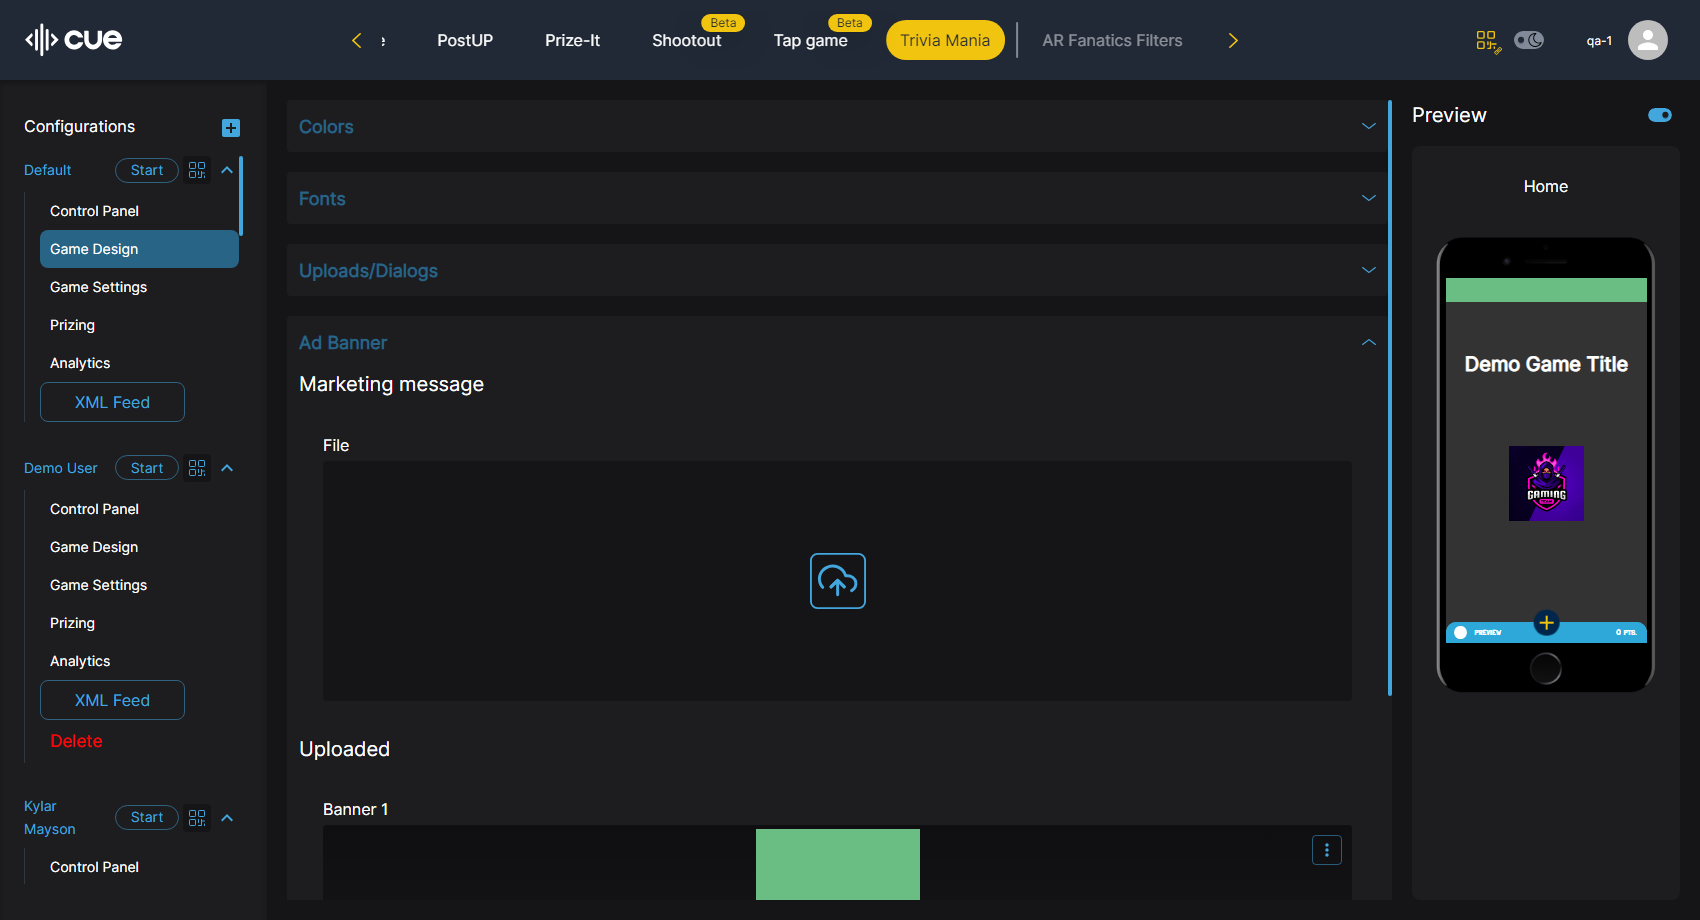 cue
PostUP
Prize-It
Beta
Shootout
Beta
Tap game
Trivia Mania
AR Fanatics Filters
qa-1
Configurations
Default
Start
Control Panel
Game Design
Game Settings
Prizing
Analytics
XML Feed
Demo User
Start
Control Panel
Game Design
Game Settings
Prizing
Analytics
XML Feed
Delete
Kylar
Mayson
Start
Control Panel
Colors
Fonts
Uploads/Dialogs
Ad Banner
Marketing message
File
Uploaded
Banner 1
Preview
Home
Demo Game Title
GAMING
PREVIEW
0 PTS.